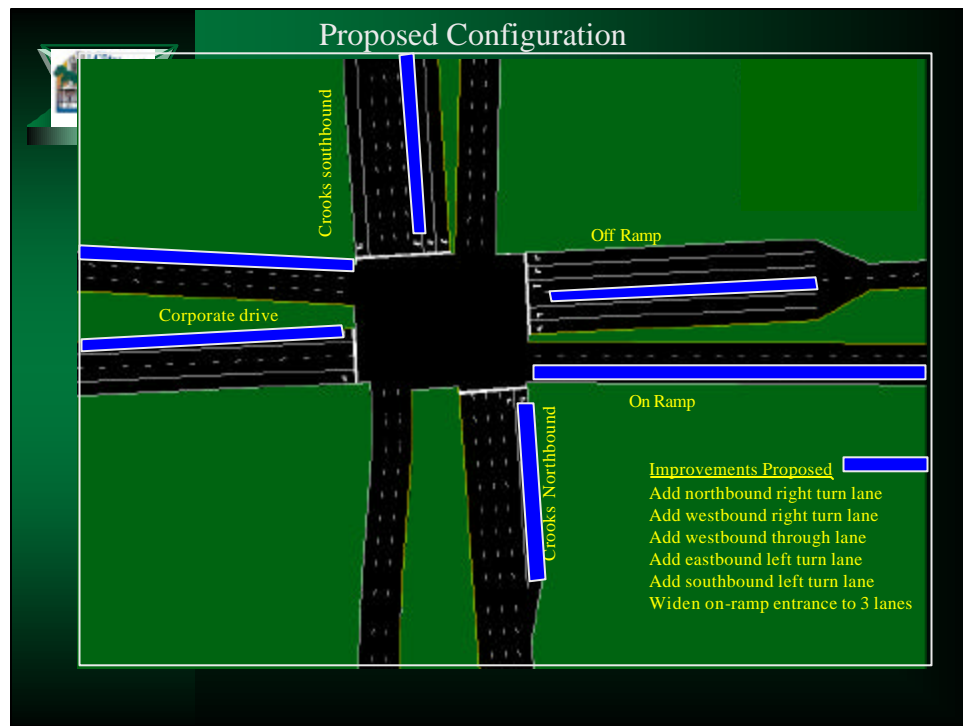 Proposed Configuration
Crooks southbound
Off Ramp
Corporate drive
On Ramp
Crooks Northbound
Improvements Proposed
Add northbound right turn lane
Add westbound right turn lane
Add westbound through lane
Add eastbound left turn lane
Add southbound left turn lane
Widen on-ramp entrance to 3 lanes